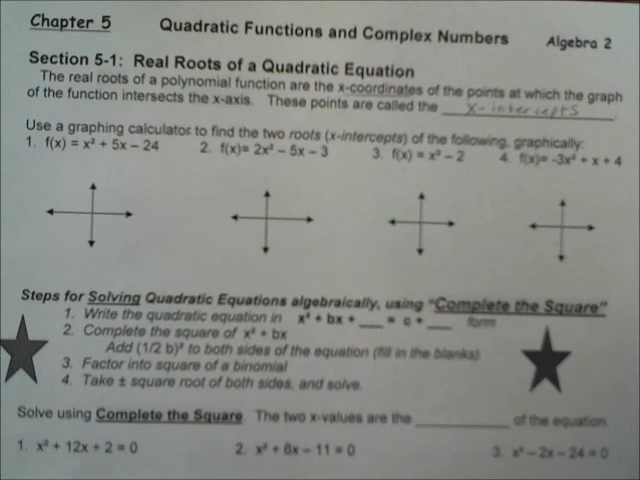 Chapter 5 Quadratic Functions and Complex Numbers Algebra 2
Section 5-1: Real Roots of a Quadratic Equation
The real roots of a polynomial function are the x-coordinates of the points at which the graph
of the function intersects the x-axis. These points are called the x-intercepts.
Use a graphing calculator to find the two roots (x-intercepts) of the following, graphically:
1. f(x) = x² + 5x – 24 2. f(x)= 2x² – 5x – 3 3. f(x) = x² – 2 4. f(x)= -3x² + x + 4
Steps for Solving Quadratic Equations algebraically, using "Complete the Square"
1. Write the quadratic equation in x² + bx + ___ = c + ___ form
2. Complete the square of x² + bx
Add (1/2 b)² to both sides of the equation (fill in the blanks)
3. Factor into square of a binomial
4. Take ± square root of both sides, and solve.
Solve using Complete the Square. The two x-values are the __________ of the equation.
1. x² + 12x + 2 = 0 2. x² + 6x – 11 = 0 3. x² – 2x – 24 = 0